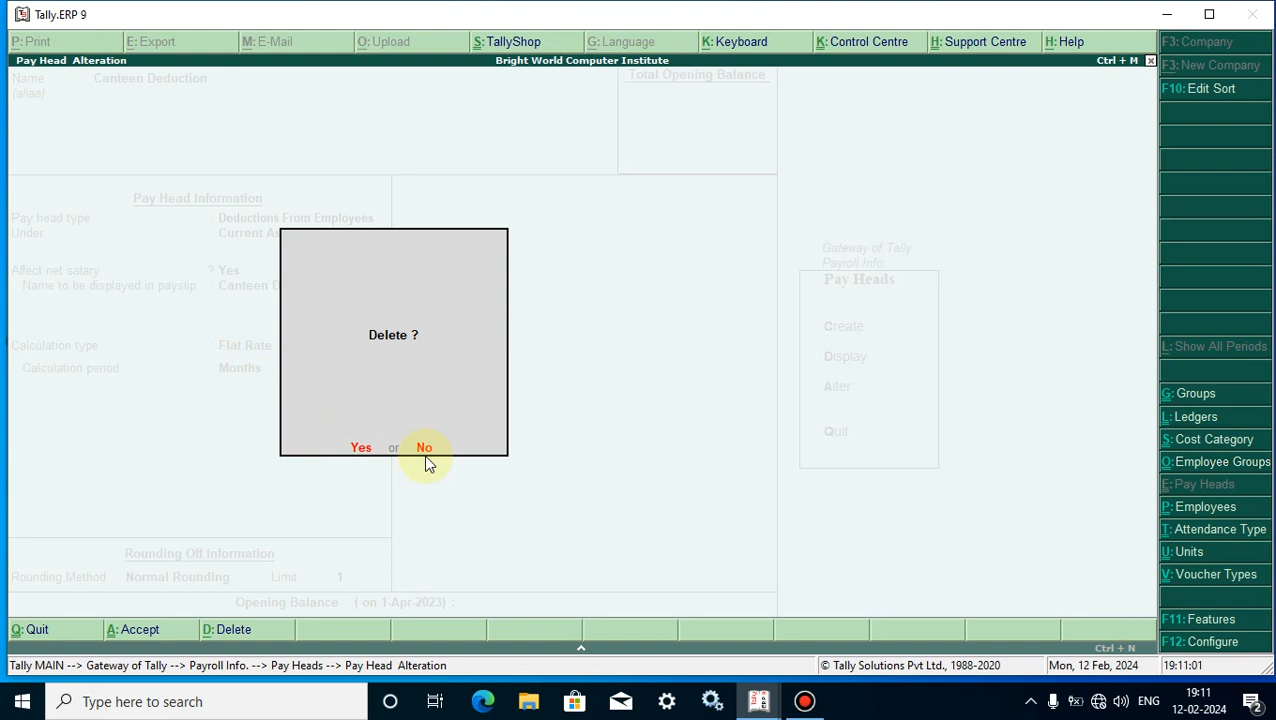 Tally.ERP 9
P: Print E: Export M: E-Mail O: Upload S: TallyShop G: Language K: Keyboard K: Control Centre H: Support Centre H: Help
F3: Company
Pay Head Alteration Bright World Computer Institute Ctrl + M
F3: New Company
Name Canteen Deduction Total Opening Balance
F10: Edit Sort
(alias) :
Pay Head Information
Pay head type : Deductions From Employees
Under
Affect net salary ? Yes
Name to be displayed in payslip : Canteen D
Gateway of Tally
Payroll Info.
Pay Heads
Create
Display
Alter
Quit
Delete ?
Yes or No
Calculation type : Flat Rate
Calculation period : Months
L: Show All Periods
G: Groups
L: Ledgers
S: Cost Category
O: Employee Groups
E: Pay Heads
P: Employees
T: Attendance Type
U: Units
V: Voucher Types
Rounding Off Information
Rounding Method : Normal Rounding Limit : 1
Opening Balance ( on 1-Apr-2023) :
F11: Features
Q: Quit A: Accept D: Delete
F12: Configure
Ctrl + N
Tally MAIN --> Gateway of Tally --> Payroll Info. --> Pay Heads --> Pay Head Alteration © Tally Solutions Pvt Ltd., 1988-2020 Mon, 12 Feb, 2024 19:11:01
Type here to search
ENG
19:11
12-02-2024
2